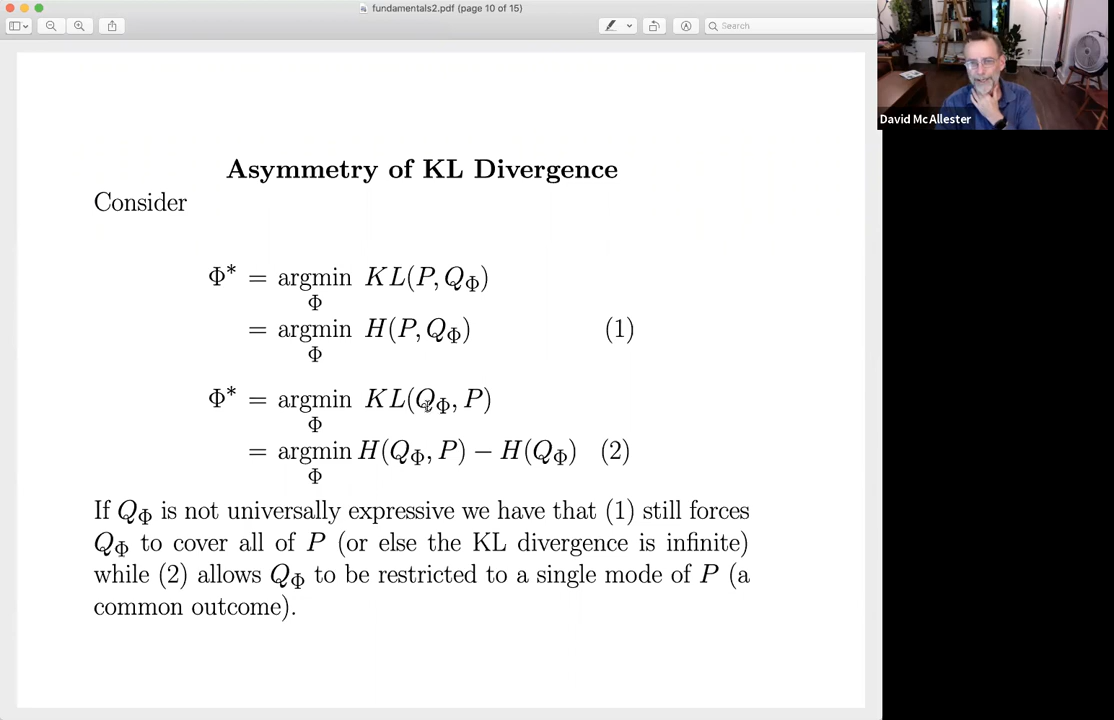 fundamentals2.pdf (page 10 of 15)
Search
David McAllester
Asymmetry of KL Divergence
Consider
Φ* = argmin KL(P, QΦ)
Φ
= argmin H(P, QΦ) (1)
Φ
Φ* = argmin KL(QΦ, P)
Φ
= argmin H(QΦ, P) − H(QΦ) (2)
Φ
If QΦ is not universally expressive we have that (1) still forces
QΦ to cover all of P (or else the KL divergence is infinite)
while (2) allows QΦ to be restricted to a single mode of P (a
common outcome).